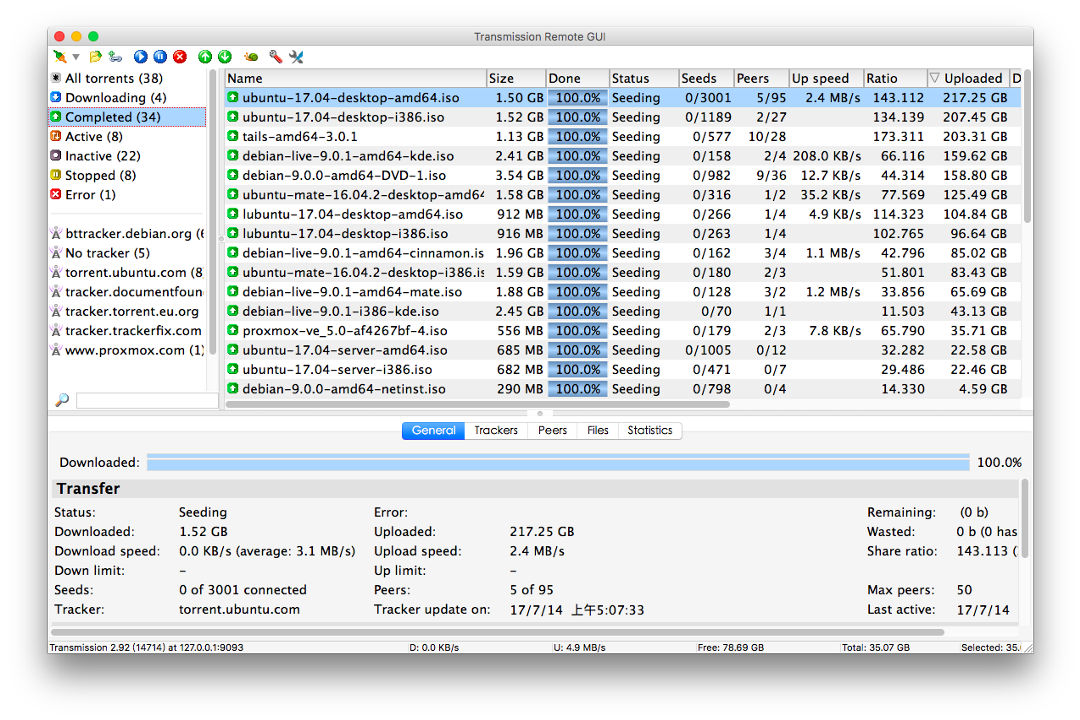 Transmission Remote GUI
All torrents (38)
Downloading (4)
Completed (34)
Active (8)
Inactive (22)
Stopped (8)
Error (1)
bttracker.debian.org (6
No tracker (5)
torrent.ubuntu.com (8)
tracker.documentfoun
tracker.torrent.eu.org
tracker.trackerfix.com
www.proxmox.com (1)
Name Size Done Status Seeds Peers Up speed Ratio Uploaded D
ubuntu-17.04-desktop-amd64.iso 1.50 GB 100.0% Seeding 0/3001 5/95 2.4 MB/s 143.112 217.25 GB
ubuntu-17.04-desktop-i386.iso 1.52 GB 100.0% Seeding 0/1189 2/27 134.139 207.45 GB
tails-amd64-3.0.1 1.13 GB 100.0% Seeding 0/577 10/28 173.311 203.31 GB
debian-live-9.0.1-amd64-kde.iso 2.41 GB 100.0% Seeding 0/158 2/4 208.0 KB/s 66.116 159.62 GB
debian-9.0.0-amd64-DVD-1.iso 3.54 GB 100.0% Seeding 0/982 9/36 12.7 KB/s 44.314 158.80 GB
ubuntu-mate-16.04.2-desktop-amd64 1.58 GB 100.0% Seeding 0/316 1/2 35.2 KB/s 77.569 125.49 GB
lubuntu-17.04-desktop-amd64.iso 912 MB 100.0% Seeding 0/266 1/4 4.9 KB/s 114.323 104.84 GB
lubuntu-17.04-desktop-i386.iso 916 MB 100.0% Seeding 0/263 1/4 102.765 96.64 GB
debian-live-9.0.1-amd64-cinnamon.is 1.96 GB 100.0% Seeding 0/162 3/4 1.1 MB/s 42.796 85.02 GB
ubuntu-mate-16.04.2-desktop-i386.is 1.59 GB 100.0% Seeding 0/180 2/3 51.801 83.43 GB
debian-live-9.0.1-amd64-mate.iso 1.88 GB 100.0% Seeding 0/128 3/2 1.2 MB/s 33.856 65.69 GB
debian-live-9.0.1-i386-kde.iso 2.45 GB 100.0% Seeding 0/70 1/1 11.503 43.13 GB
proxmox-ve_5.0-af4267bf-4.iso 556 MB 100.0% Seeding 0/179 2/3 7.8 KB/s 65.790 35.71 GB
ubuntu-17.04-server-amd64.iso 685 MB 100.0% Seeding 0/1005 0/12 32.282 22.58 GB
ubuntu-17.04-server-i386.iso 682 MB 100.0% Seeding 0/471 0/7 29.486 22.46 GB
debian-9.0.0-amd64-netinst.iso 290 MB 100.0% Seeding 0/798 0/4 14.330 4.59 GB
General Trackers Peers Files Statistics
Downloaded: 100.0%
Transfer
Status: Seeding Error: Remaining: (0 b)
Downloaded: 1.52 GB Uploaded: 217.25 GB Wasted: 0 b (0 has
Download speed: 0.0 KB/s (average: 3.1 MB/s) Upload speed: 2.4 MB/s Share ratio: 143.113 (
Down limit: – Up limit: –
Seeds: 0 of 3001 connected Peers: 5 of 95 Max peers: 50
Tracker: torrent.ubuntu.com Tracker update on: 17/7/14 上午5:07:33 Last active: 17/7/14
Transmission 2.92 (14714) at 127.0.0.1:9093 D: 0.0 KB/s U: 4.9 MB/s Free: 78.69 GB Total: 35.07 GB Selected: 35.